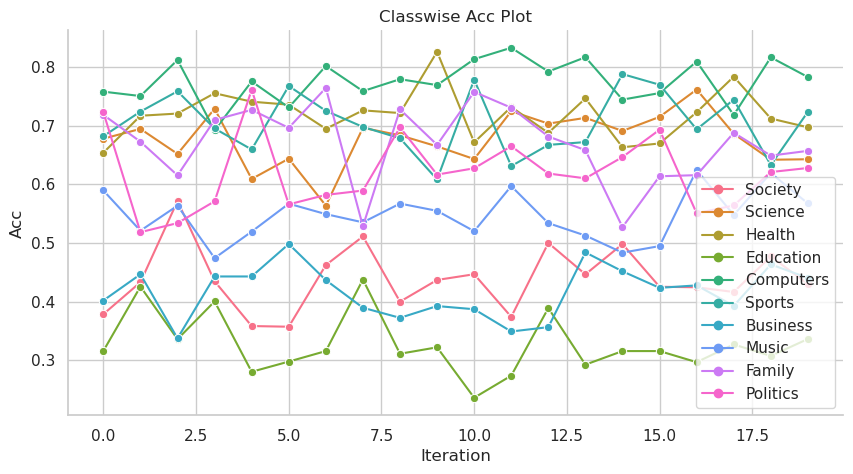 Classwise Acc Plot
Acc
0.8
0.7
0.6
0.5
0.4
0.3
0.0
2.5
5.0
7.5
10.0
12.5
15.0
17.5
Iteration
Society
Science
Health
Education
Computers
Sports
Business
Music
Family
Politics